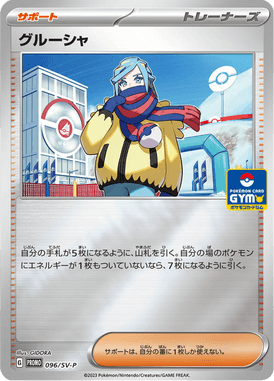 サポート
トレーナーズ
グルーシャ
POKÉMON CARD
GYM
ポケモンカードジム
自分の手札が5枚になるように、山札を引く。自分の場のポケモン
にエネルギーが1枚もついていないなら、7枚になるように引く。
Illus. GIDORA
G PROMO 096/SV-P
サポートは、自分の番に1枚しか使えない。
©2023 Pokémon/Nintendo/Creatures/GAME FREAK.